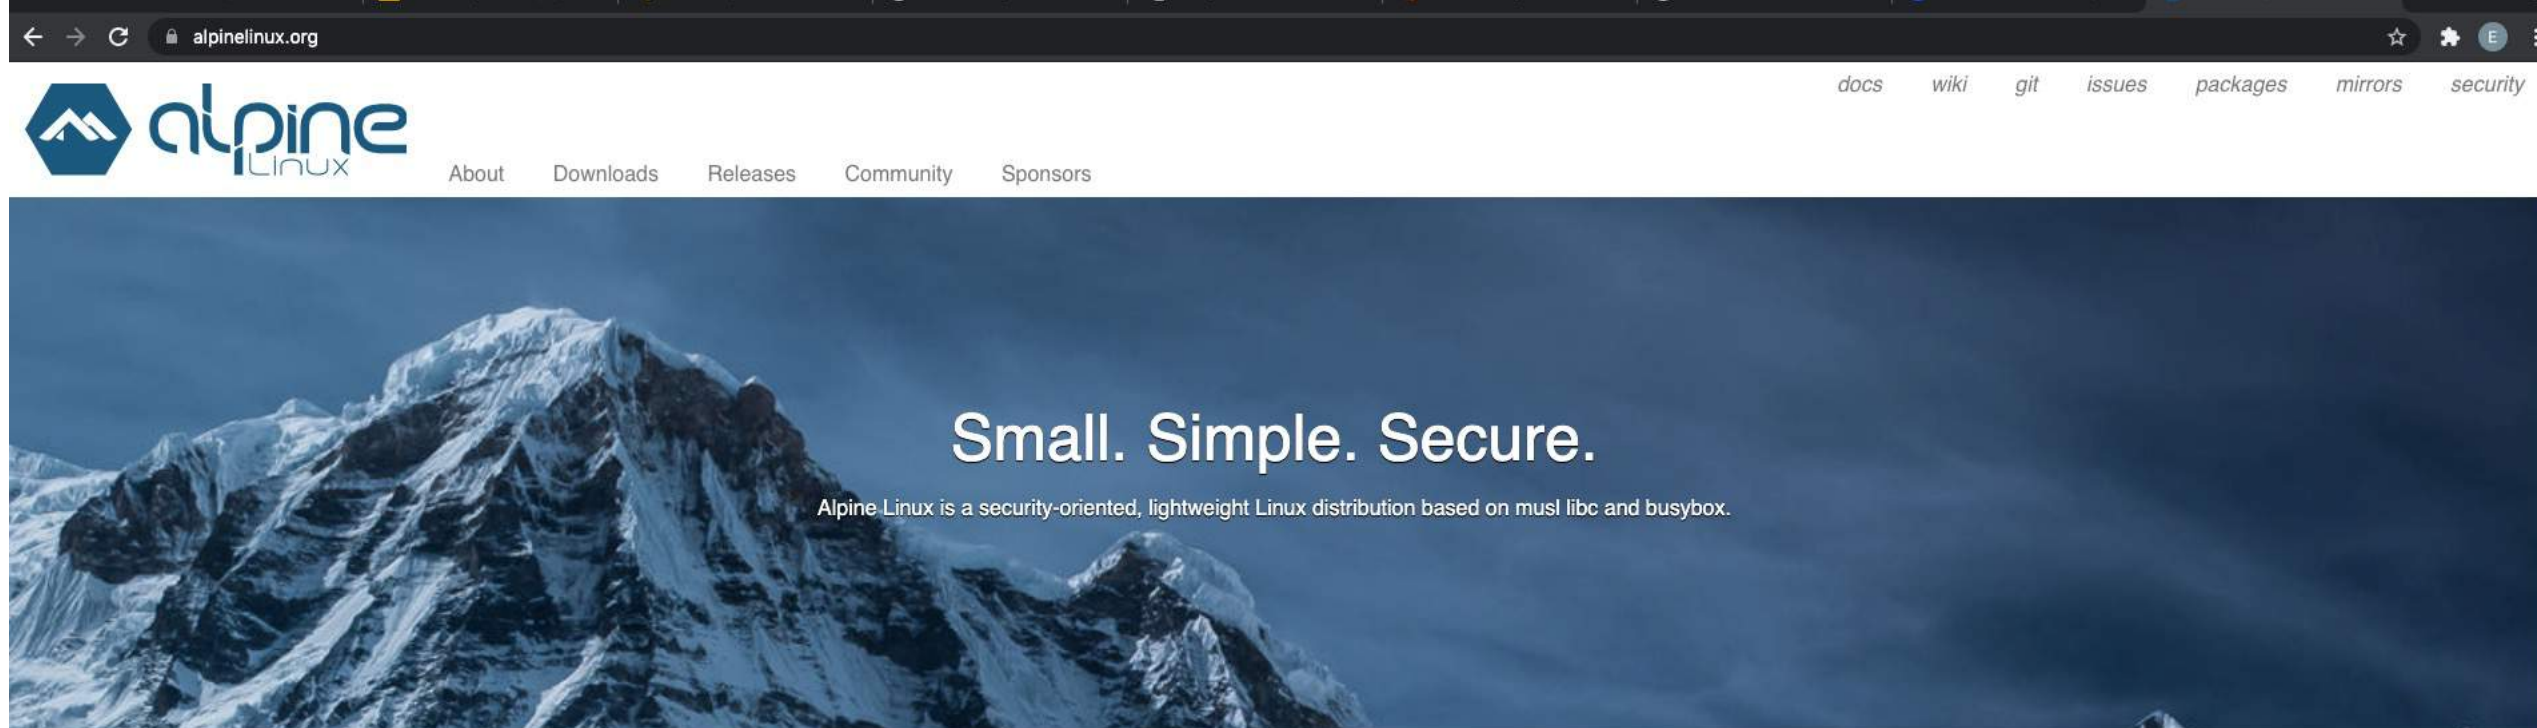 alpinelinux.org
E
docs wiki git issues packages mirrors security
alpine
Linux
About Downloads Releases Community Sponsors
Small. Simple. Secure.
Alpine Linux is a security-oriented, lightweight Linux distribution based on musl libc and busybox.